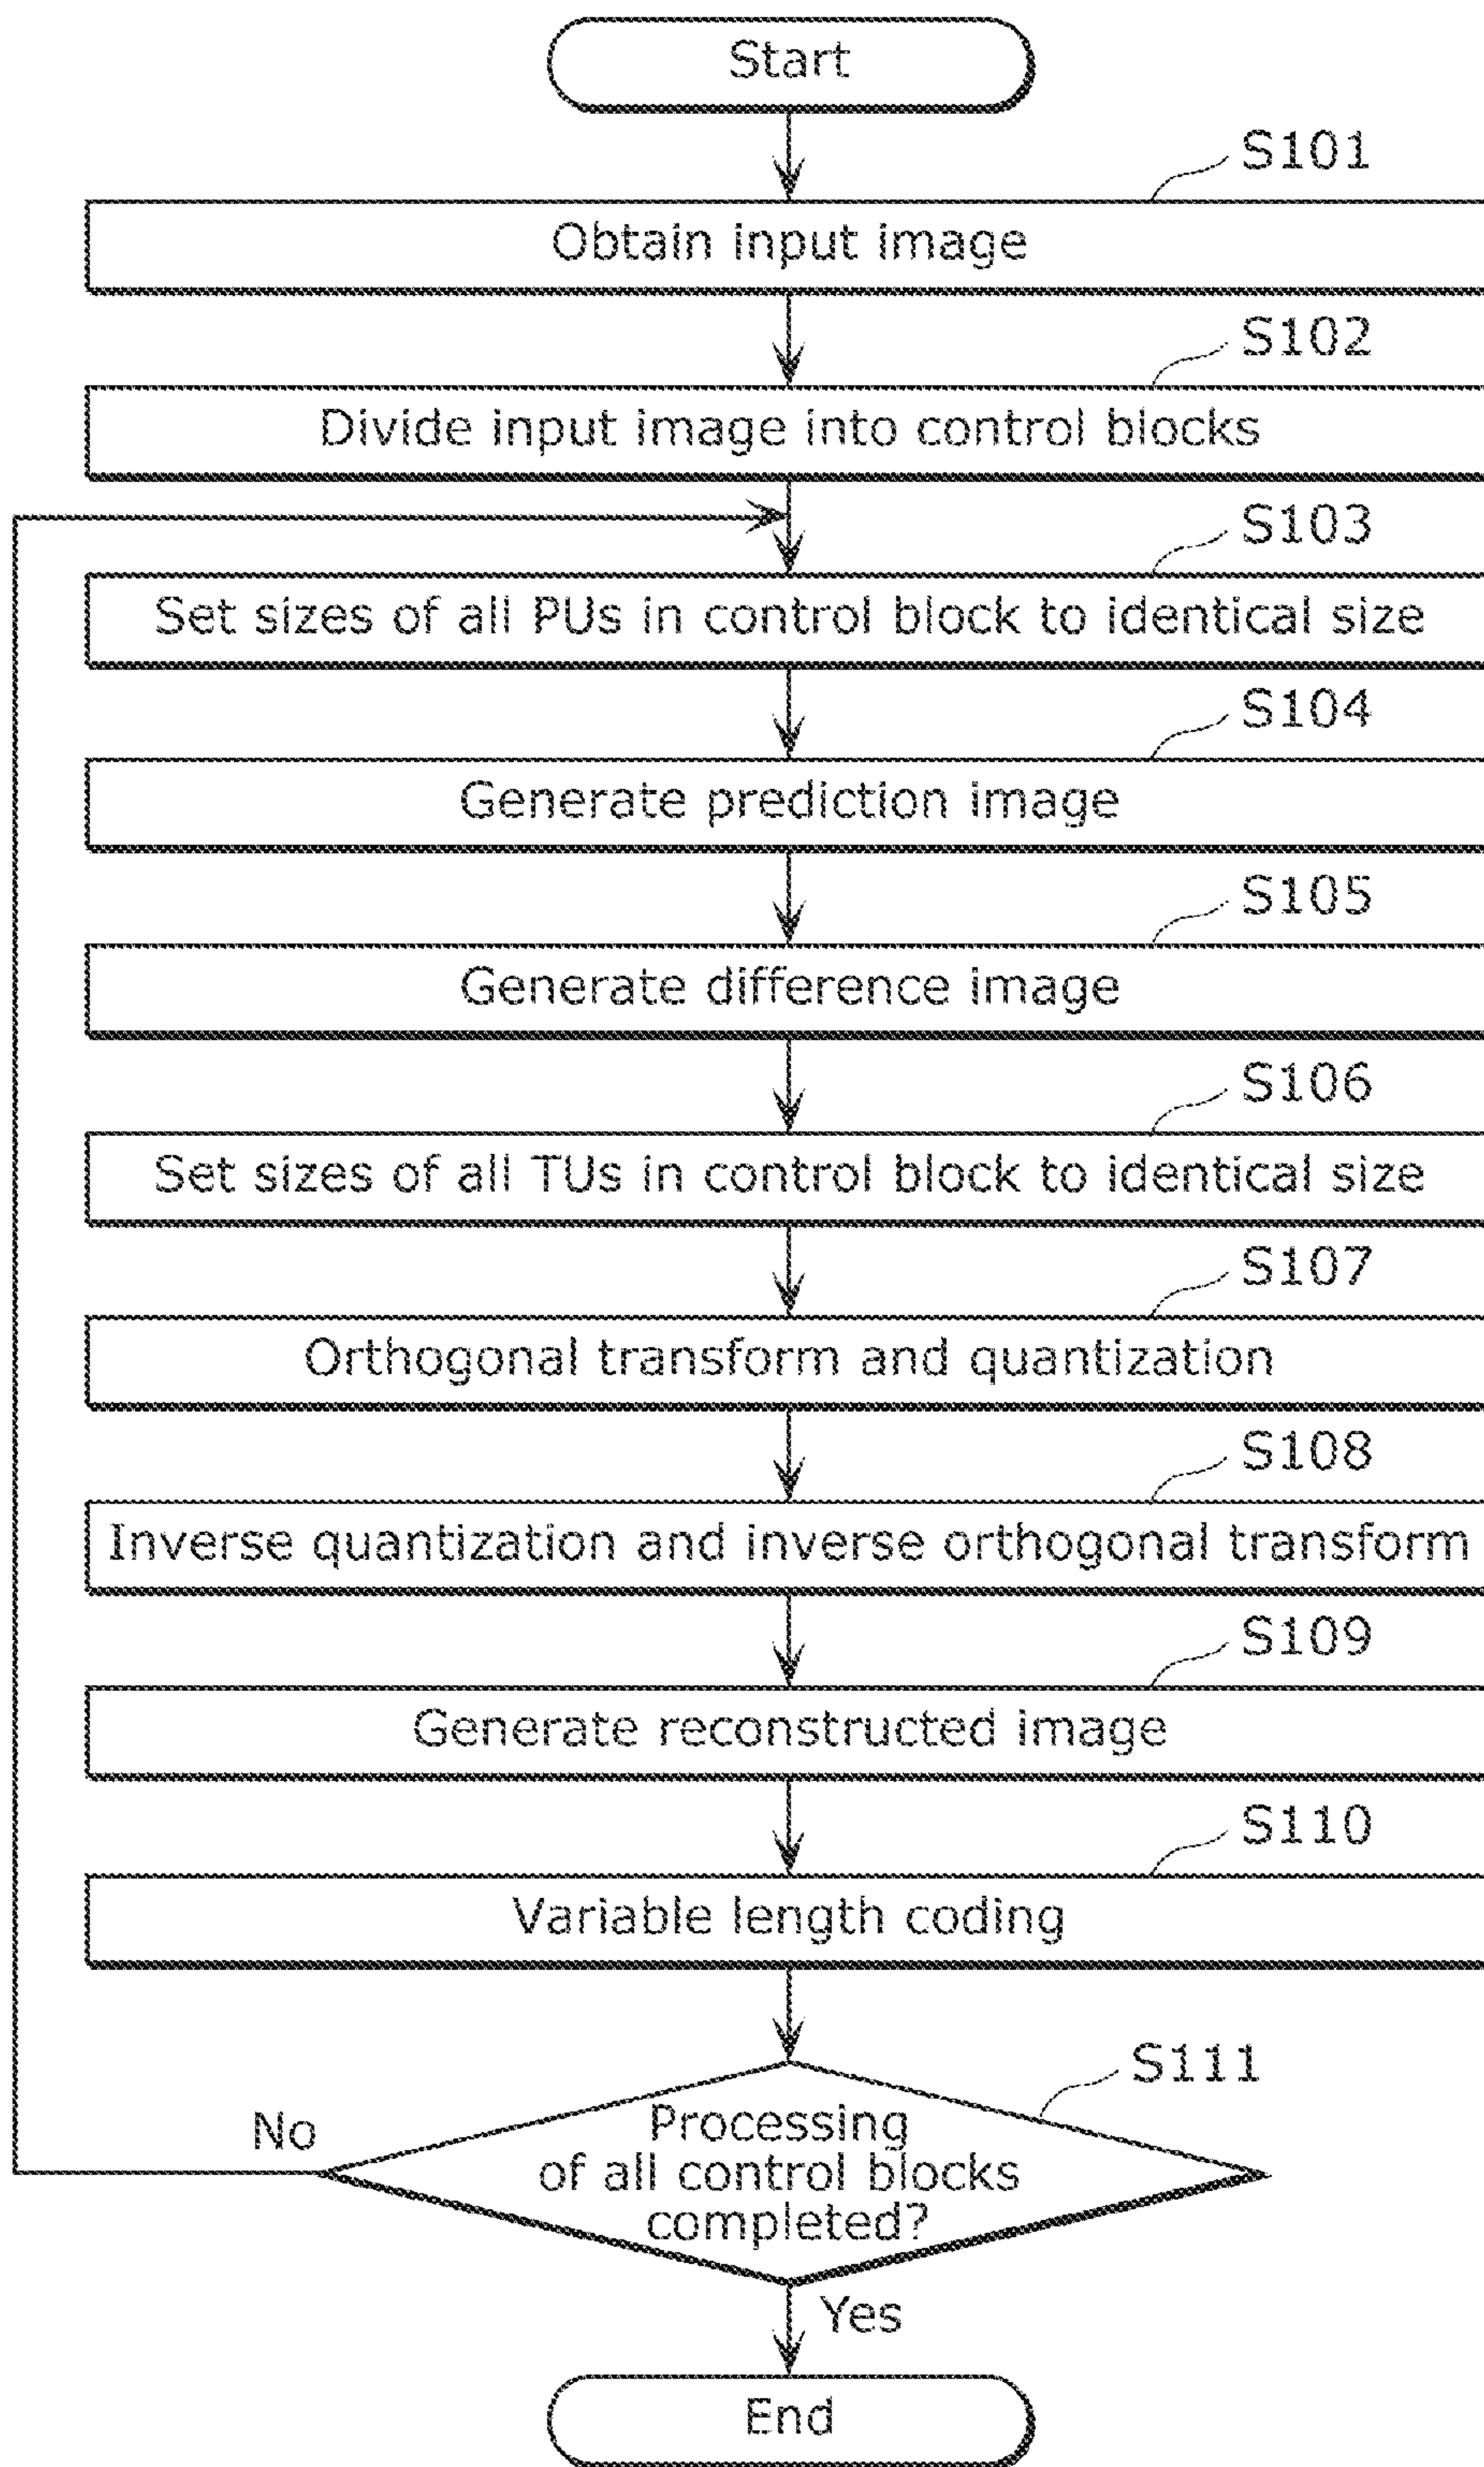 Start
S101
Obtain input image
S102
Divide input image into control blocks
S103
Set sizes of all PUs in control block to identical size
S104
Generate prediction image
S105
Generate difference image
S106
Set sizes of all TUs in control block to identical size
S107
Orthogonal transform and quantization
S108
Inverse quantization and inverse orthogonal transform
S109
Generate reconstructed image
S110
Variable length coding
S111
No
Processing
of all control blocks
completed?
Yes
End